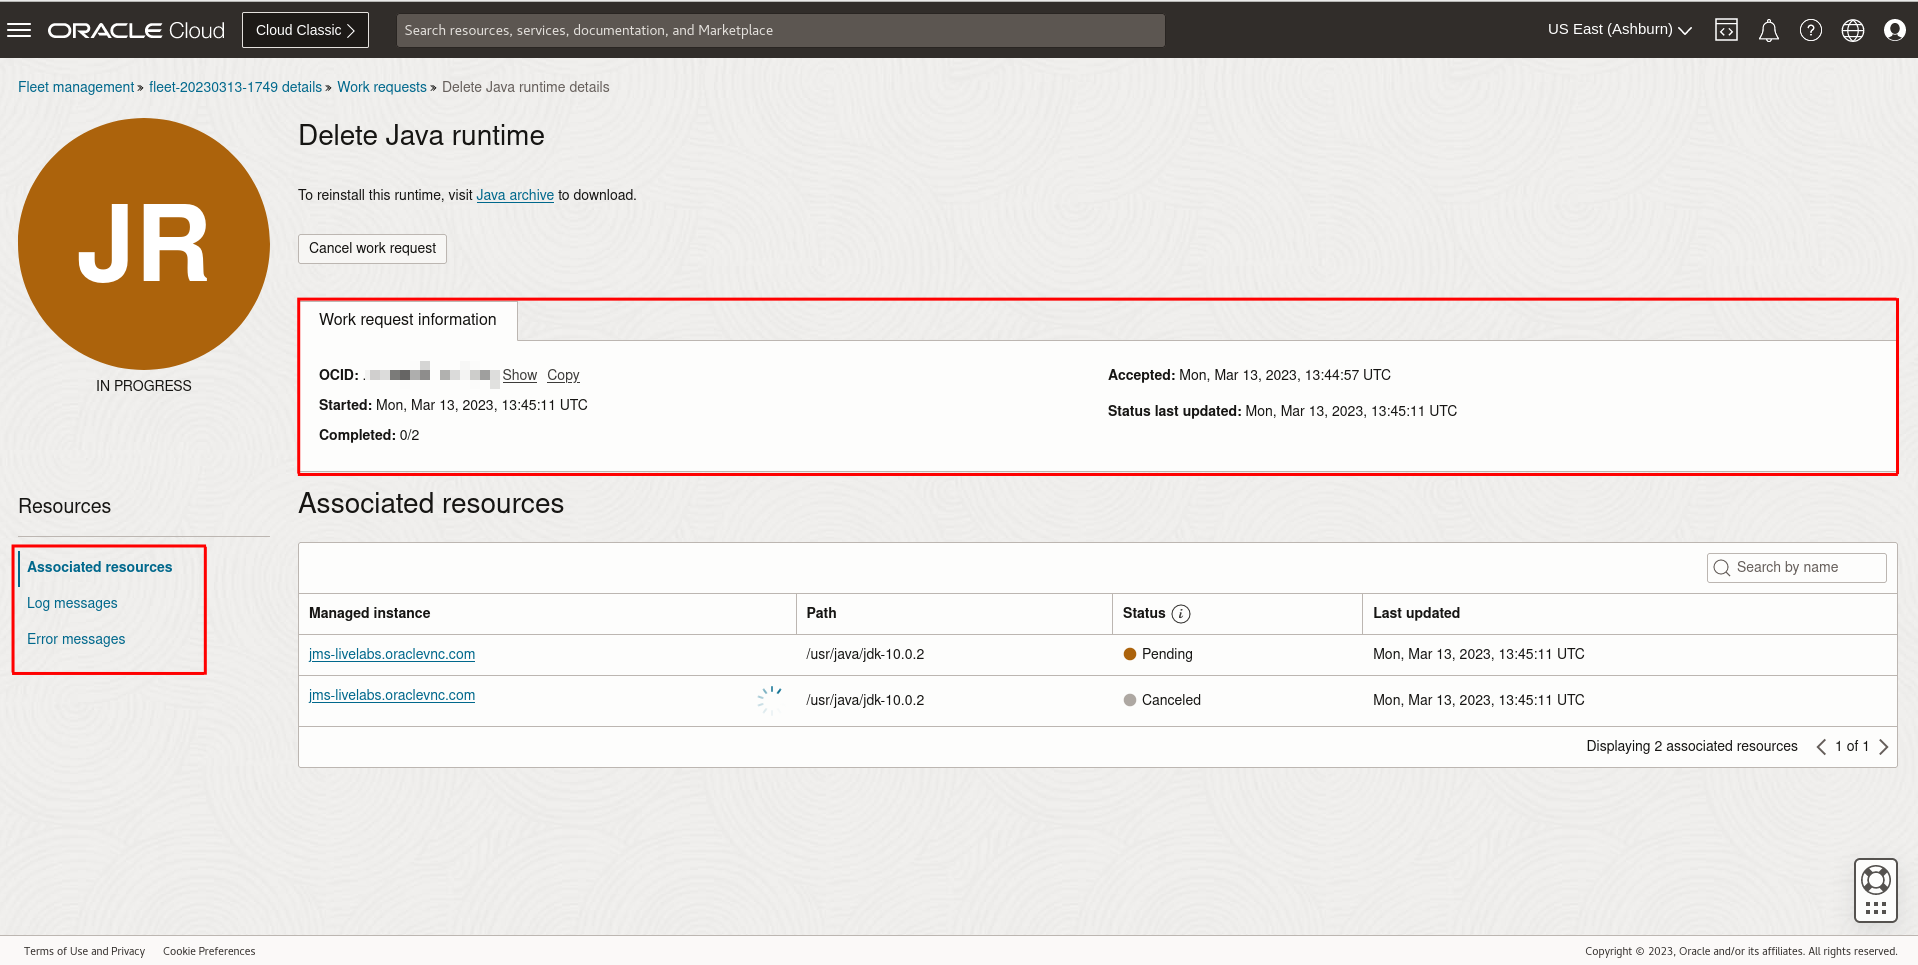 ORACLE Cloud
Cloud Classic
Search resources, services, documentation, and Marketplace
US East (Ashburn)
Fleet management » fleet-20230313-1749 details » Work requests » Delete Java runtime details
JR
IN PROGRESS
Delete Java runtime
To reinstall this runtime, visit Java archive to download.
Cancel work request
Work request information
OCID: . Show Copy
Started: Mon, Mar 13, 2023, 13:45:11 UTC
Completed: 0/2
Accepted: Mon, Mar 13, 2023, 13:44:57 UTC
Status last updated: Mon, Mar 13, 2023, 13:45:11 UTC
Resources
Associated resources
Log messages
Error messages
Associated resources
Search by name
Managed instance Path Status i Last updated
jms-livelabs.oraclevnc.com /usr/java/jdk-10.0.2 Pending Mon, Mar 13, 2023, 13:45:11 UTC
jms-livelabs.oraclevnc.com /usr/java/jdk-10.0.2 Canceled Mon, Mar 13, 2023, 13:45:11 UTC
Displaying 2 associated resources 1 of 1
Terms of Use and Privacy Cookie Preferences
Copyright © 2023, Oracle and/or its affiliates. All rights reserved.